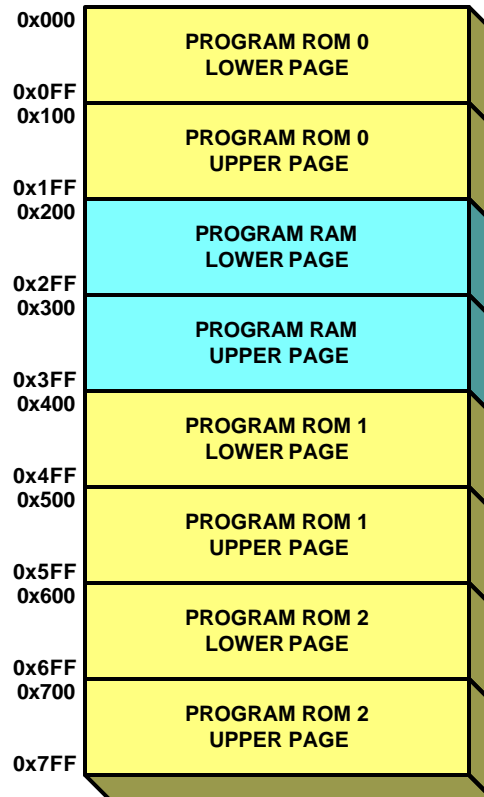 0x000
PROGRAM ROM 0
LOWER PAGE
0x0FF
0x100
PROGRAM ROM 0
UPPER PAGE
0x1FF
0x200
PROGRAM RAM
LOWER PAGE
0x2FF
0x300
PROGRAM RAM
UPPER PAGE
0x3FF
0x400
PROGRAM ROM 1
LOWER PAGE
0x4FF
0x500
PROGRAM ROM 1
UPPER PAGE
0x5FF
0x600
PROGRAM ROM 2
LOWER PAGE
0x6FF
0x700
PROGRAM ROM 2
UPPER PAGE
0x7FF